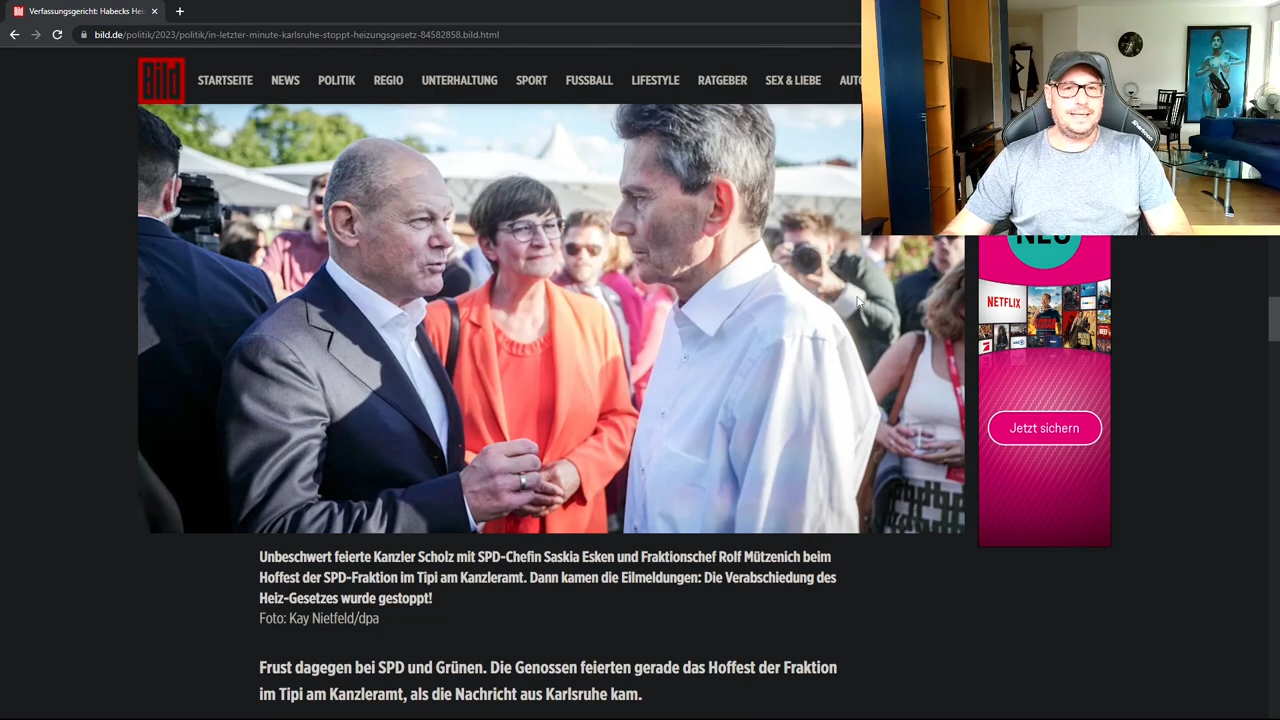 Verfassungsgericht: Habecks Hei
bild.de/politik/2023/politik/in-letzter-minute-karlsruhe-stoppt-heizungsgesetz-84582858.bild.html
Bild
STARTSEITE NEWS POLITIK REGIO UNTERHALTUNG SPORT FUSSBALL LIFESTYLE RATGEBER SEX & LIEBE AUTO
NEU
NETFLIX
Jetzt sichern
Unbeschwert feierte Kanzler Scholz mit SPD-Chefin Saskia Esken und Fraktionschef Rolf Mützenich beim
Hoffest der SPD-Fraktion im Tipi am Kanzleramt. Dann kamen die Eilmeldungen: Die Verabschiedung des
Heiz-Gesetzes wurde gestoppt!
Foto: Kay Nietfeld/dpa
Frust dagegen bei SPD und Grünen. Die Genossen feierten gerade das Hoffest der Fraktion
im Tipi am Kanzleramt, als die Nachricht aus Karlsruhe kam.